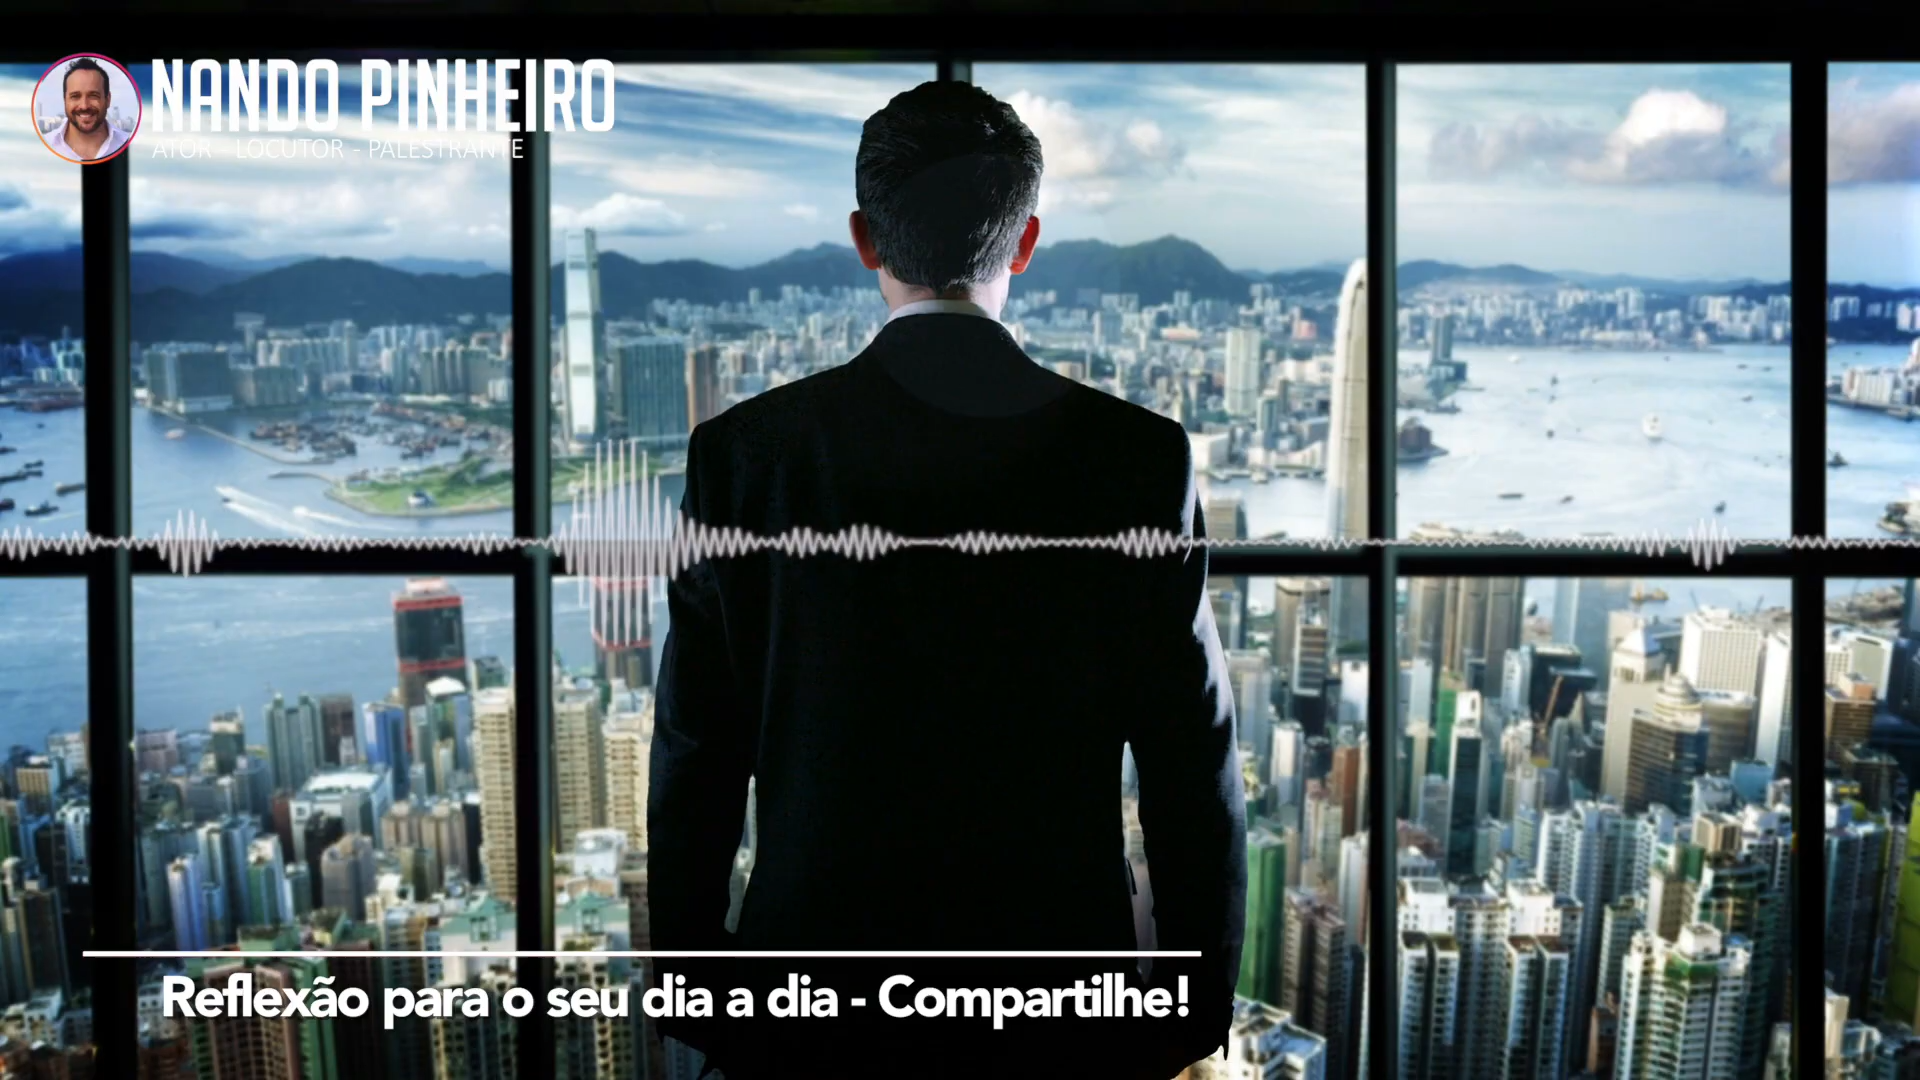 NANDO PINHEIRO
ATOR - LOCUTOR - PALESTRANTE
Reflexão para o seu dia a dia - Compartilhe!